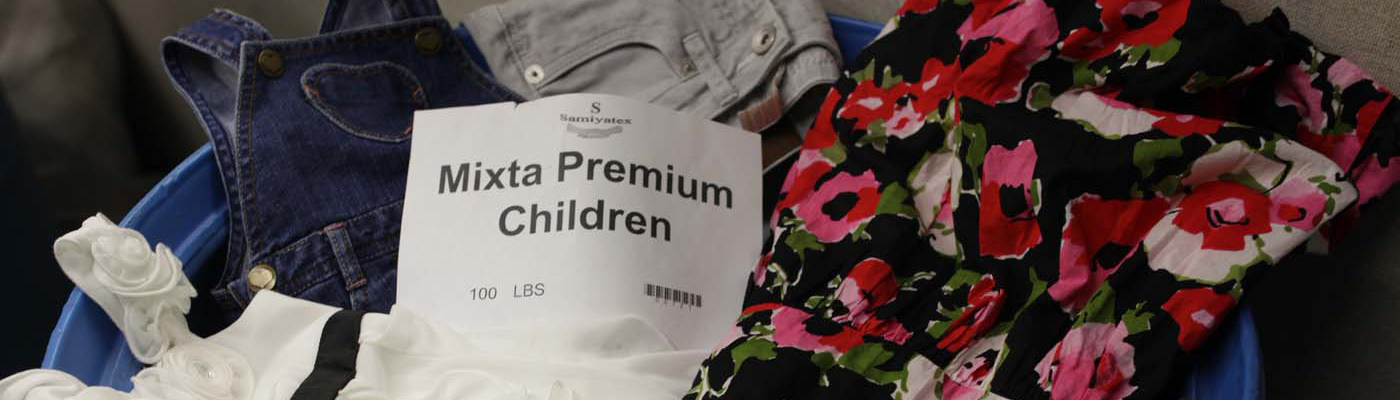 S
Samiyatex
Mixta Premium
Children
100 LBS